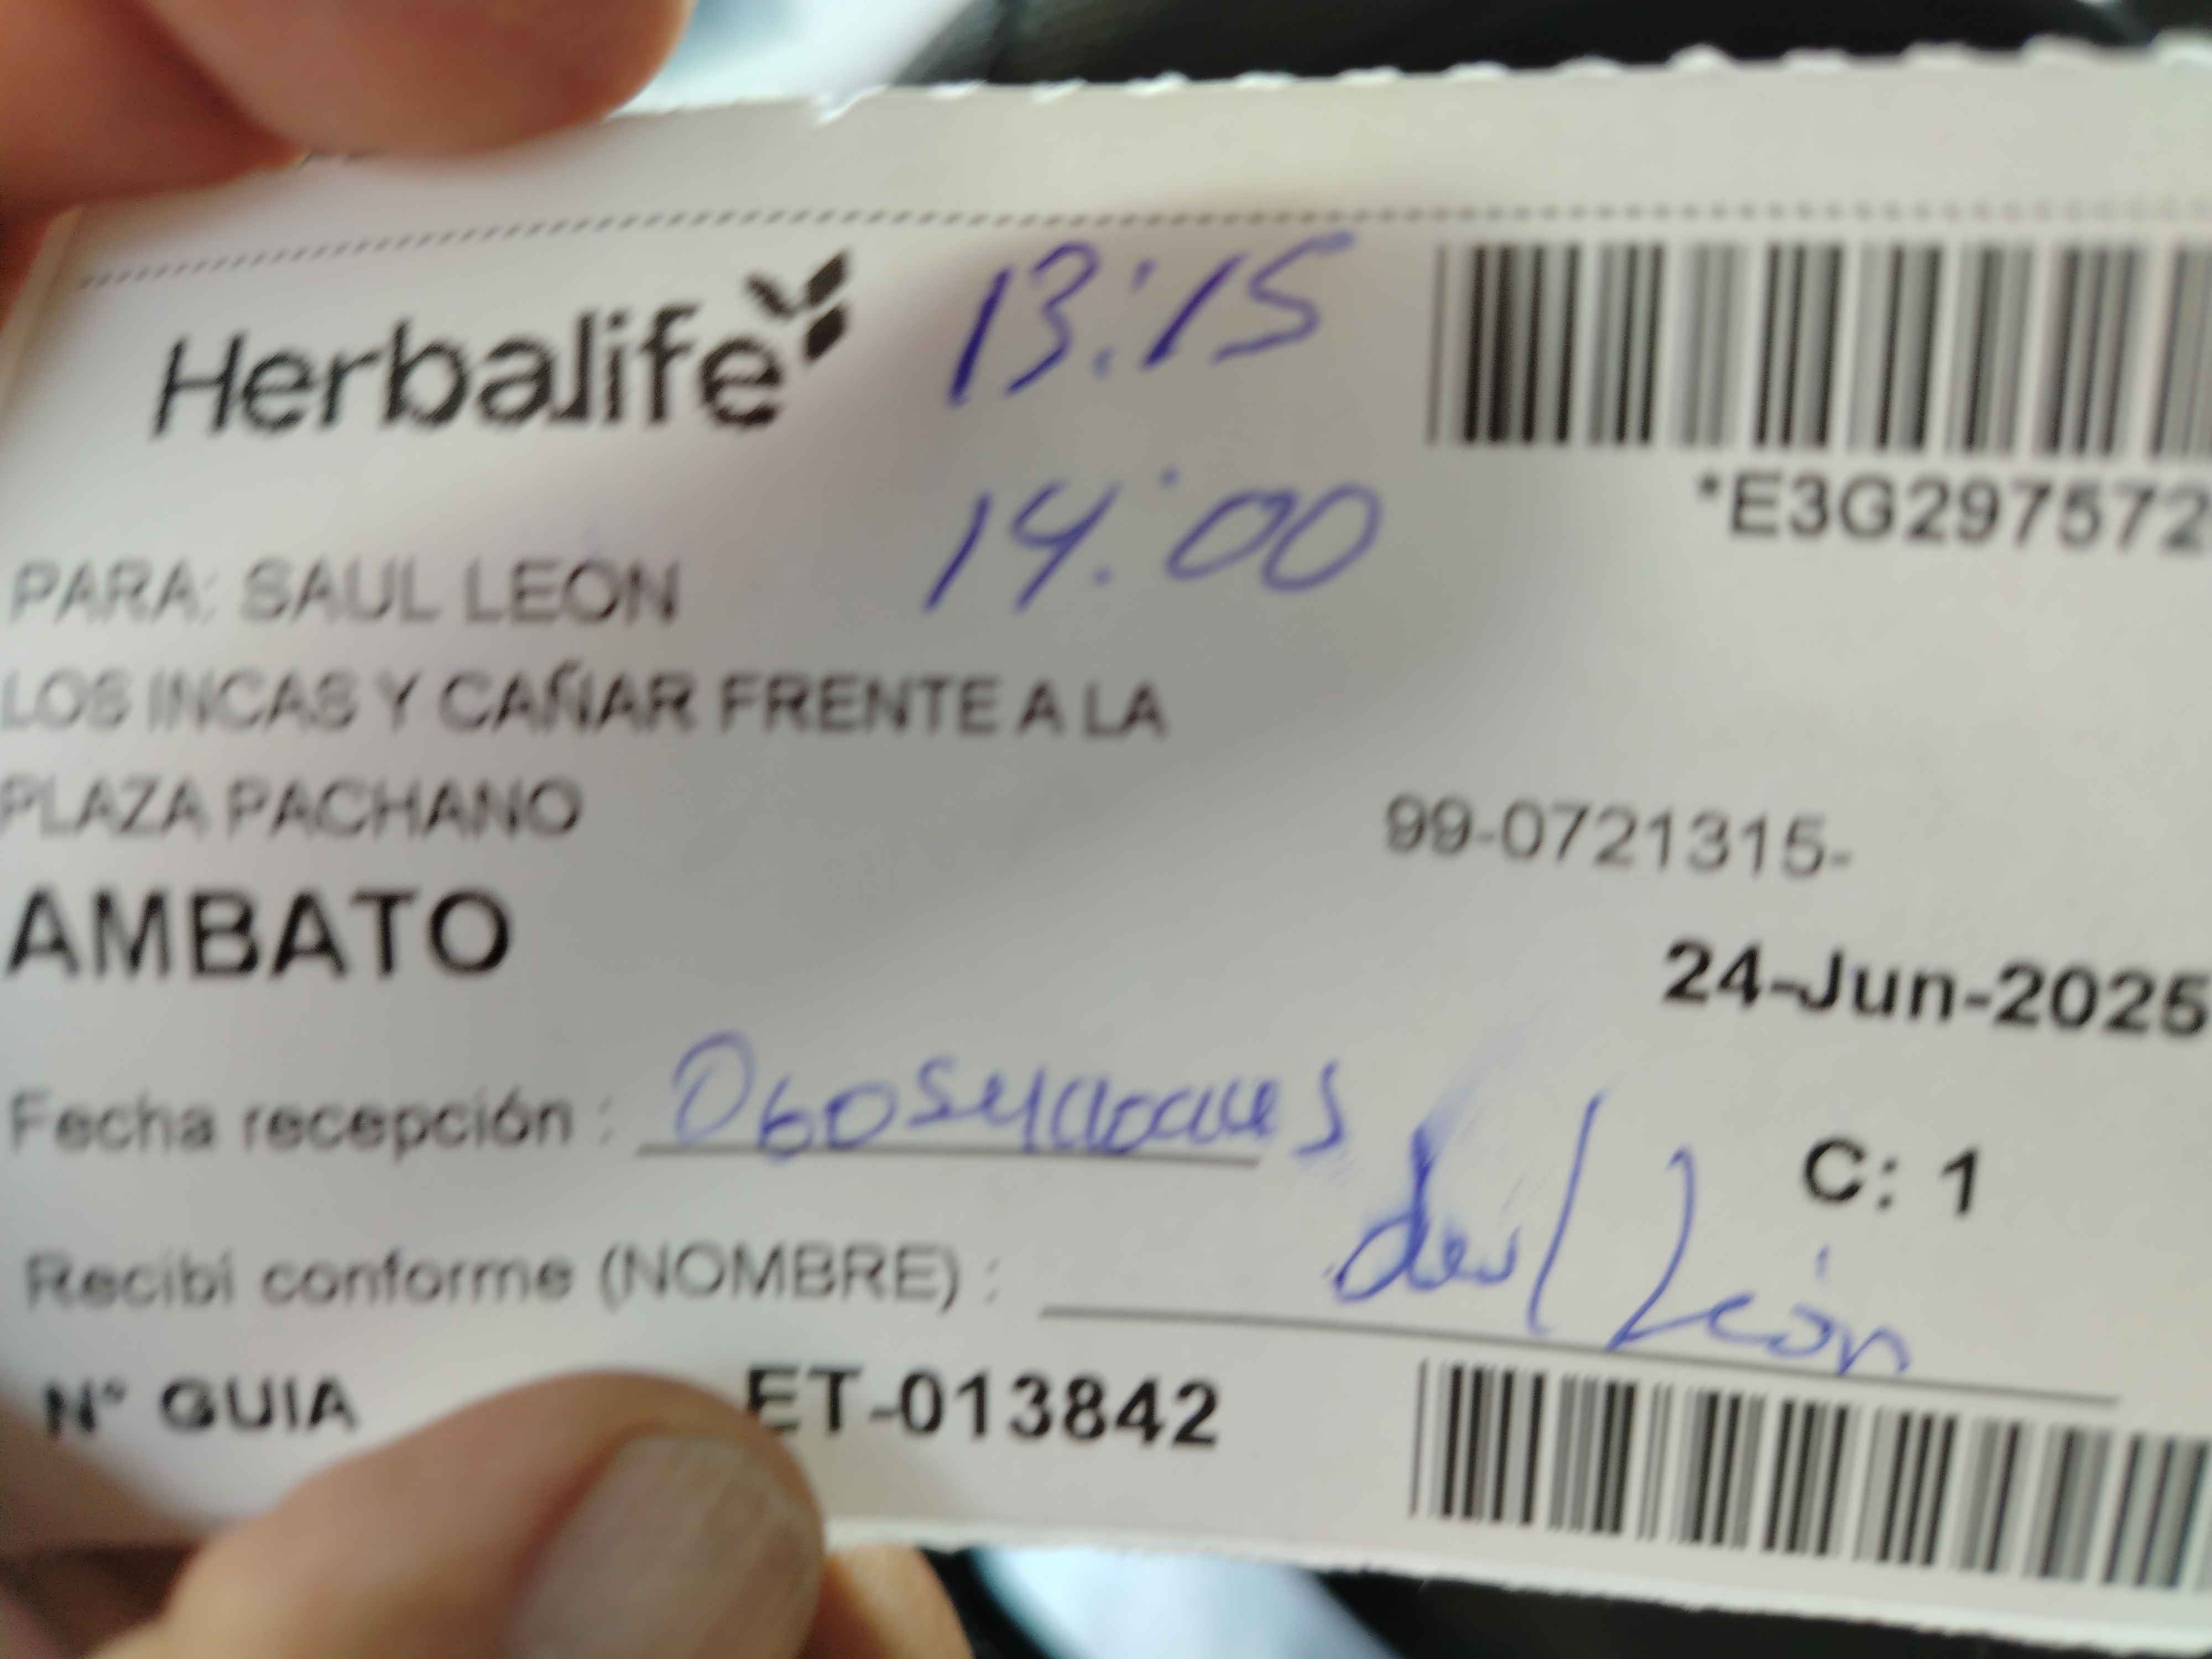 Herbalife
13:15
*E3G297572
14:00
PARA: SAUL LEON
LOS INCAS Y CAÑAR FRENTE A LA
PLAZA PACHANO
99-0721315-
AMBATO
24-Jun-2025
Fecha recepción :
C: 1
Recibí conforme (NOMBRE) : León
N° GUIA ET-013842